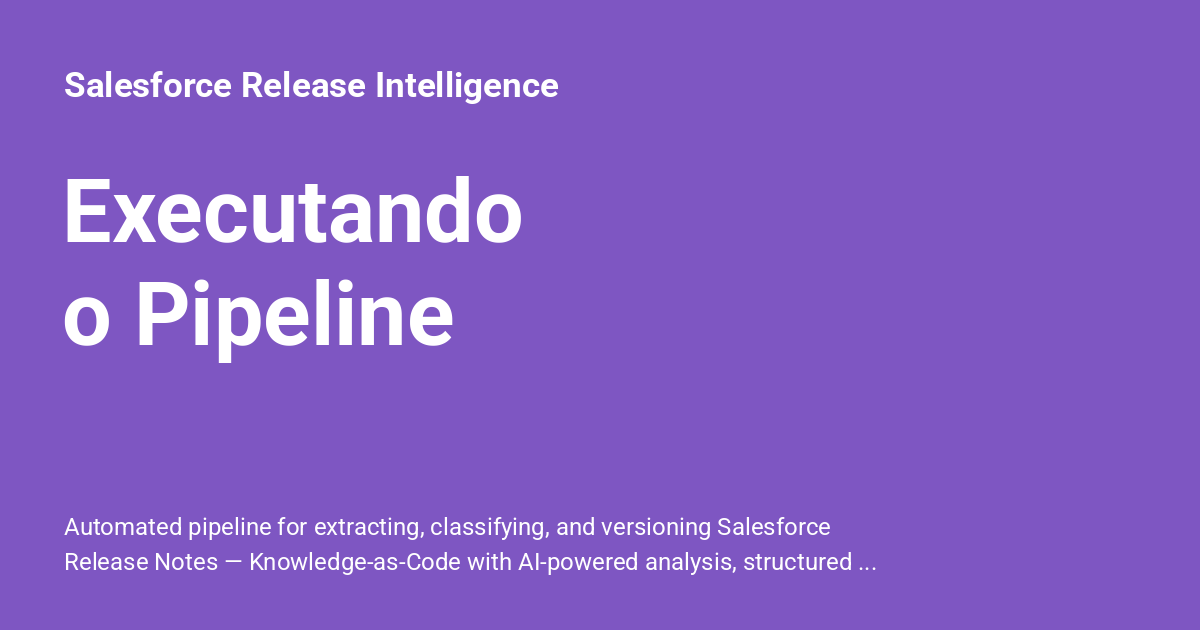 Salesforce Release Intelligence
Executando
o Pipeline
Automated pipeline for extracting, classifying, and versioning Salesforce
Release Notes — Knowledge-as-Code with AI-powered analysis, structured ...